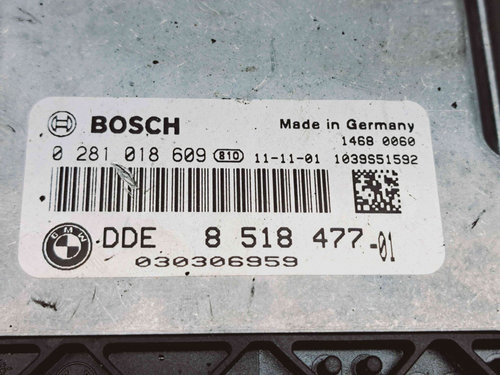 BOSCH
Made in Germany
1468 0060
0 281 018 609 810 11-11-01 1039S51592
BMW DDE 8 518 477-01
030306959